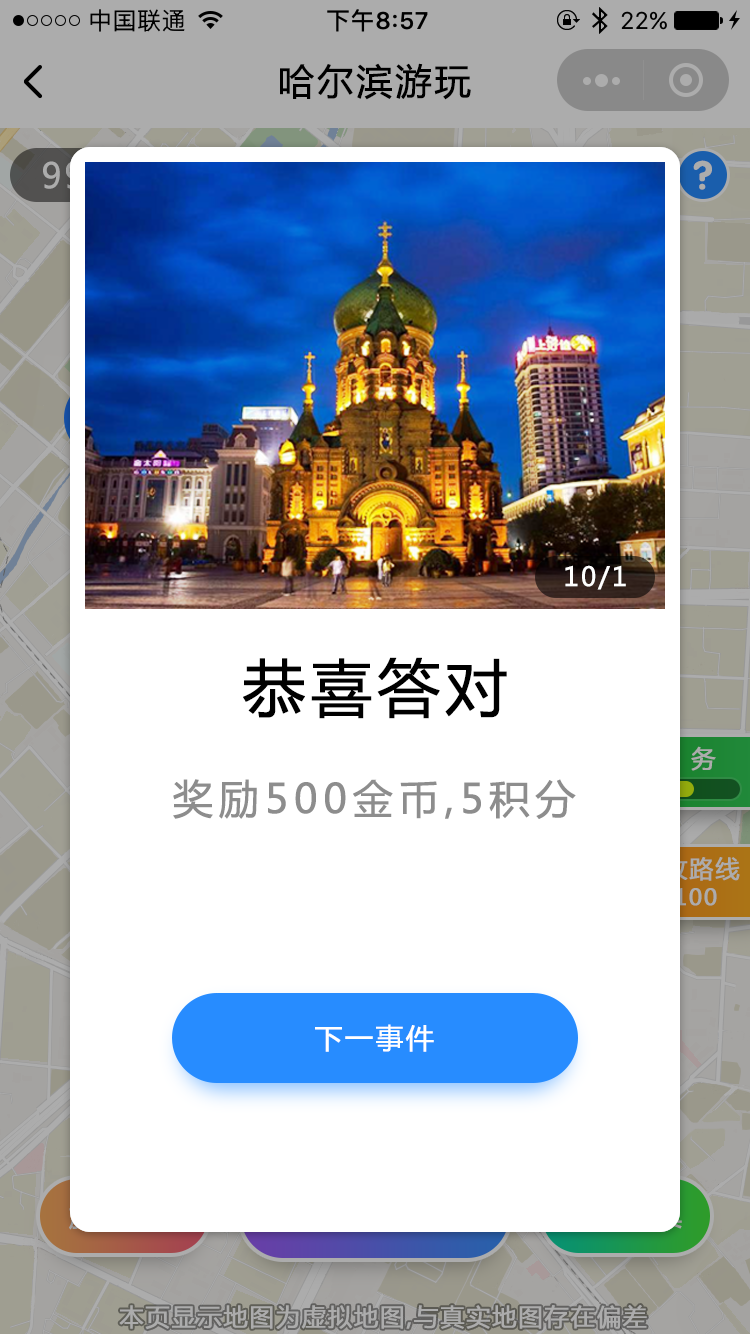 中国联通
下午8:57
22%
哈尔滨游玩
?
10/1
恭喜答对
奖励500金币,5积分
务
路线
100
下一事件
本页显示地图为虚拟地图,与真实地图存在偏差